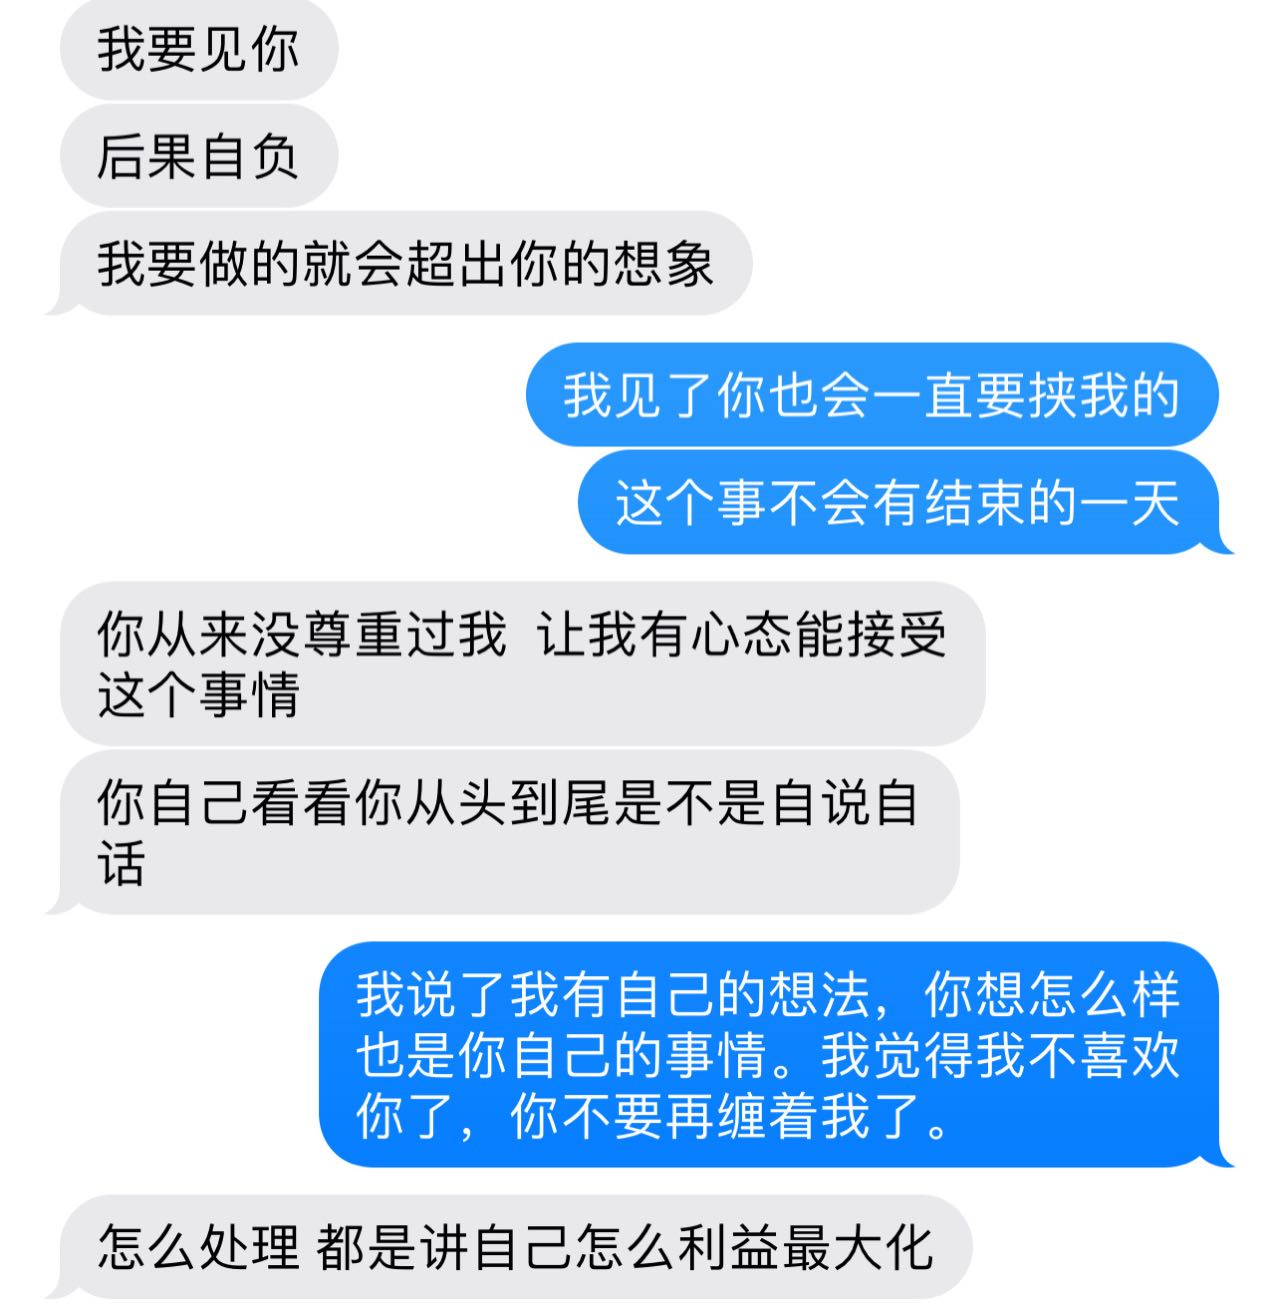 我要见你
后果自负
我要做的就会超出你的想象
我见了你也会一直要挟我的
这个事不会有结束的一天
你从来没尊重过我 让我有心态能接受
这个事情
你自己看看你从头到尾是不是自说自
话
我说了我有自己的想法，你想怎么样
也是你自己的事情。我觉得我不喜欢
你了，你不要再缠着我了。
怎么处理 都是讲自己怎么利益最大化